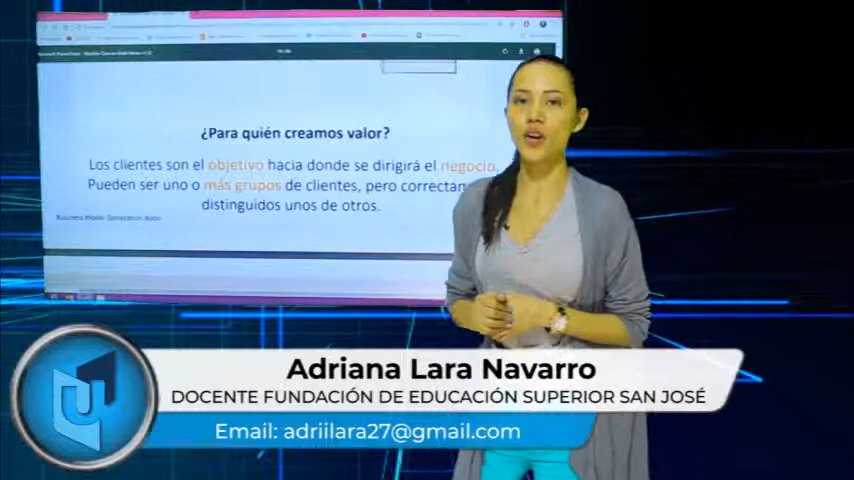 ¿Para quién creamos valor?
Los clientes son el objetivo hacia donde se dirigirá el negocio.
Pueden ser uno o más grupos de clientes, pero correctan
distinguidos unos de otros.
Business Model Generation Book
Adriana Lara Navarro
DOCENTE FUNDACIÓN DE EDUCACIÓN SUPERIOR SAN JOSÉ
Email: adriilara27@gmail.com